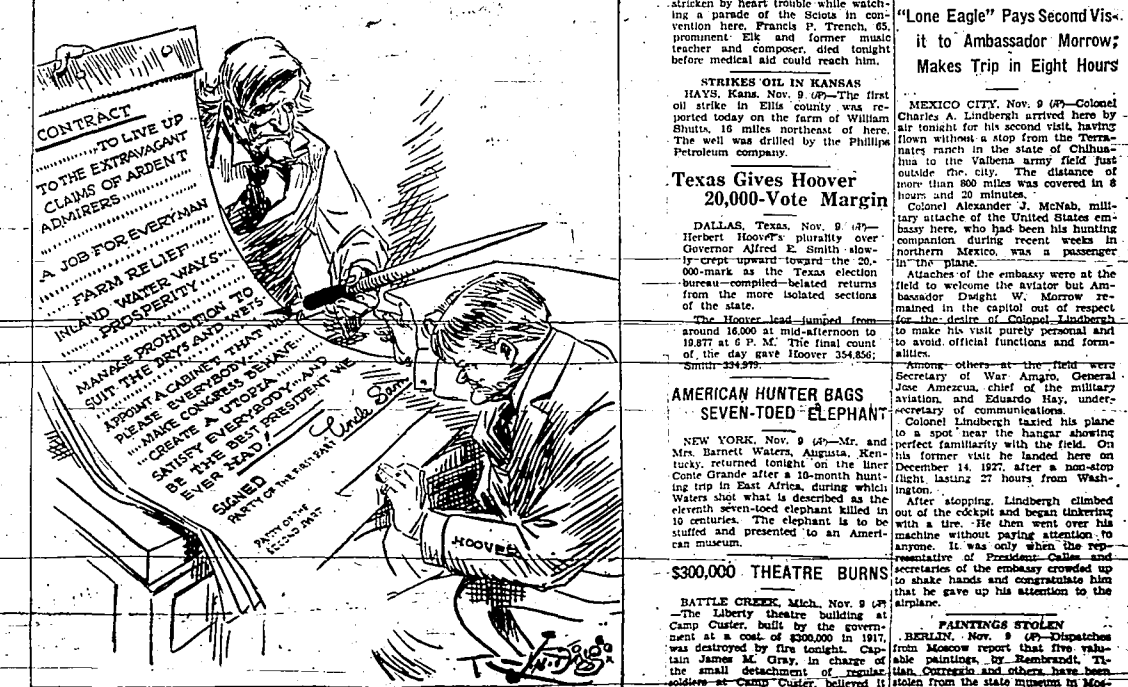 CONTRACT
............TO LIVE UP
TO THE EXTRAVAGANT
CLAIMS OF ARDENT
ADMIRERS
A JOB FOR EVERYMAN
FARM RELIEF
INLAND WATER WAYS
PROSPERITY
MANAGE PROHIBITION TO
SUIT THE DRYS AND WETS.
APPOINT A CABINET THAT
PLEASE EVERYBODY
MAKE CONGRESS BEHAVE
CREATE A UTOPIA
SATISFY EVERYBODY AND
BE THE BEST PRESIDENT WE
EVER HAD!
SIGNED Uncle Sam
PARTY OF THE FIRST PART
PARTY OF THE
SECOND PART
HOOVER
stricken by heart trouble while watch-
ing a parade of the Sciots in con-
vention here, Francis P. Trench, 65,
prominent Elk and former music
teacher and composer, died tonight
before medical aid could reach him.
STRIKES OIL IN KANSAS
HAYS, Kans. Nov. 9. (AP)—The first
oil strike in Ellis county was re-
ported today on the farm of William
Shutts, 16 miles northeast of here.
The well was drilled by the Phillips
Petroleum company.
Texas Gives Hoover
20,000-Vote Margin
DALLAS, Texas, Nov. 9. (AP)—
Herbert Hoover's plurality over
Governor Alfred E. Smith slow-
ly crept upward toward the 20,-
000-mark as the Texas election
bureau compiled belated returns
from the more isolated sections
of the state.
The Hoover lead jumped from
around 16,000 at mid-afternoon to
19,877 at 6 P. M. The final count
of the day gave Hoover 354,856;
Smith 334,979.
AMERICAN HUNTER BAGS
SEVEN-TOED ELEPHANT
NEW YORK, Nov. 9 (AP)—Mr. and
Mrs. Barnett Waters, Augusta, Ken-
tucky, returned tonight on the liner
Conte Grande after a 10-month hunt-
ing trip in East Africa, during which
Waters shot what is described as the
eleventh seven-toed elephant killed in
10 centuries. The elephant is to be
stuffed and presented to an Ameri-
can museum.
$300,000 THEATRE BURNS
BATTLE CREEK, Mich., Nov. 9 (AP)
—The Liberty theatre building at
Camp Custer, built by the govern-
ment at a cost of $300,000 in 1917,
was destroyed by fire tonight. Cap-
tain James M. Gray, in charge of
the small detachment of regular
soldiers at Camp Custer, believed it
"Lone Eagle" Pays Second Vis-
it to Ambassador Morrow;
Makes Trip in Eight Hours
MEXICO CITY, Nov. 9 (AP)—Colonel
Charles A. Lindbergh arrived here by
air tonight for his second visit, having
flown without a stop from the Terra-
nates ranch in the state of Chihua-
hua to the Valbena army field just
outside the city. The distance of
more than 800 miles was covered in 8
hours and 20 minutes.
Colonel Alexander J. McNab, mili-
tary attache of the United States em-
bassy here, who had been his hunting
companion during recent weeks in
northern Mexico, was a passenger
in the plane.
Attaches of the embassy were at the
field to welcome the aviator but Am-
bassador Dwight W. Morrow re-
mained in the capitol out of respect
for the desire of Colonel Lindbergh
to make his visit purely personal and
to avoid official functions and form-
alities.
Among others at the field were
Secretary of War Amaro, General
Jose Amezcua, chief of the military
aviation, and Eduardo Hay, under-
secretary of communications.
Colonel Lindbergh taxied his plane
to a spot near the hangar showing
perfect familiarity with the field. On
his former visit he landed here on
December 14, 1927, after a non-stop
flight lasting 27 hours from Wash-
ington.
After stopping, Lindbergh climbed
out of the cockpit and began tinkering
with a tire. He then went over his
machine without paying attention to
anyone. It was only when the rep-
resentative of President Calles and
secretaries of the embassy crowded up
to shake hands and congratulate him
that he gave up his attention to the
airplane.
PAINTINGS STOLEN
BERLIN, Nov. 9 (AP)—Dispatches
from Moscow report that five valu-
able paintings, by Rembrandt, Ti-
tian, Correggio and others, have been
stolen from the state museum in Mos-